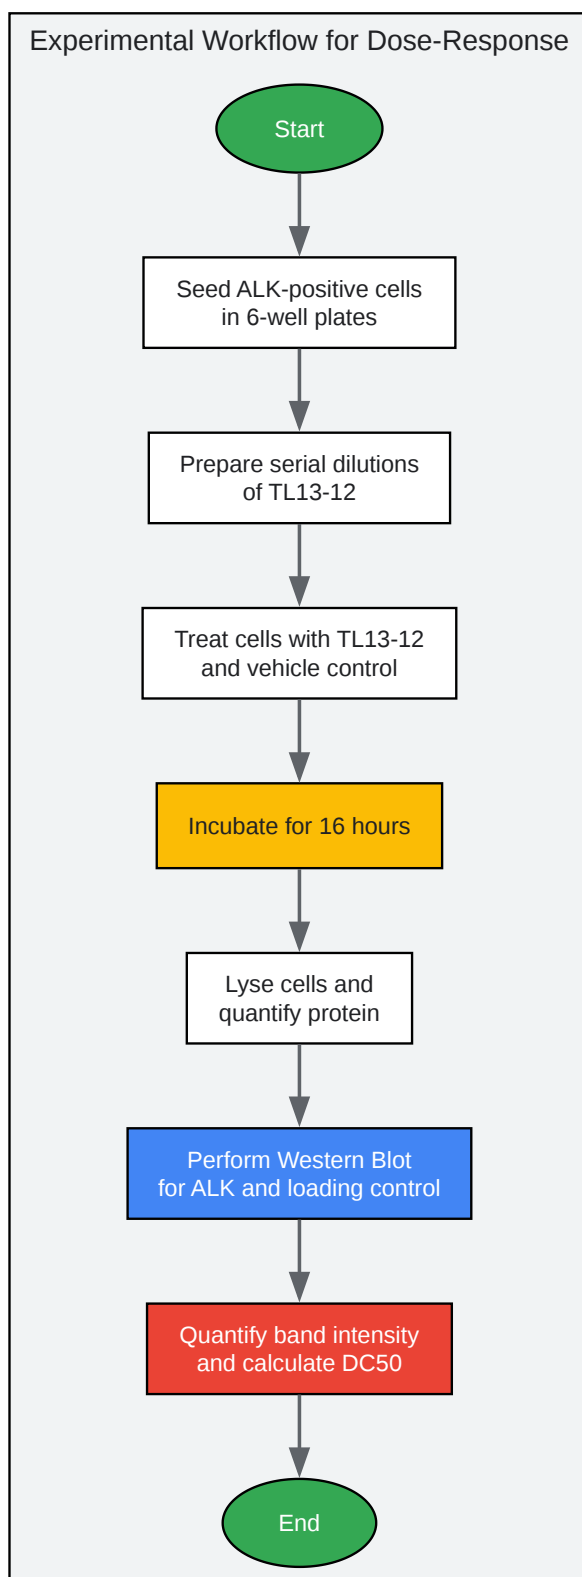 Experimental Workflow for Dose-Response
Start
Seed ALK-positive cells
in 6-well plates
Prepare serial dilutions
of TL13-12
Treat cells with TL13-12
and vehicle control
Incubate for 16 hours
Lyse cells and
quantify protein
Perform Western Blot
for ALK and loading control
Quantify band intensity
and calculate DC50
End